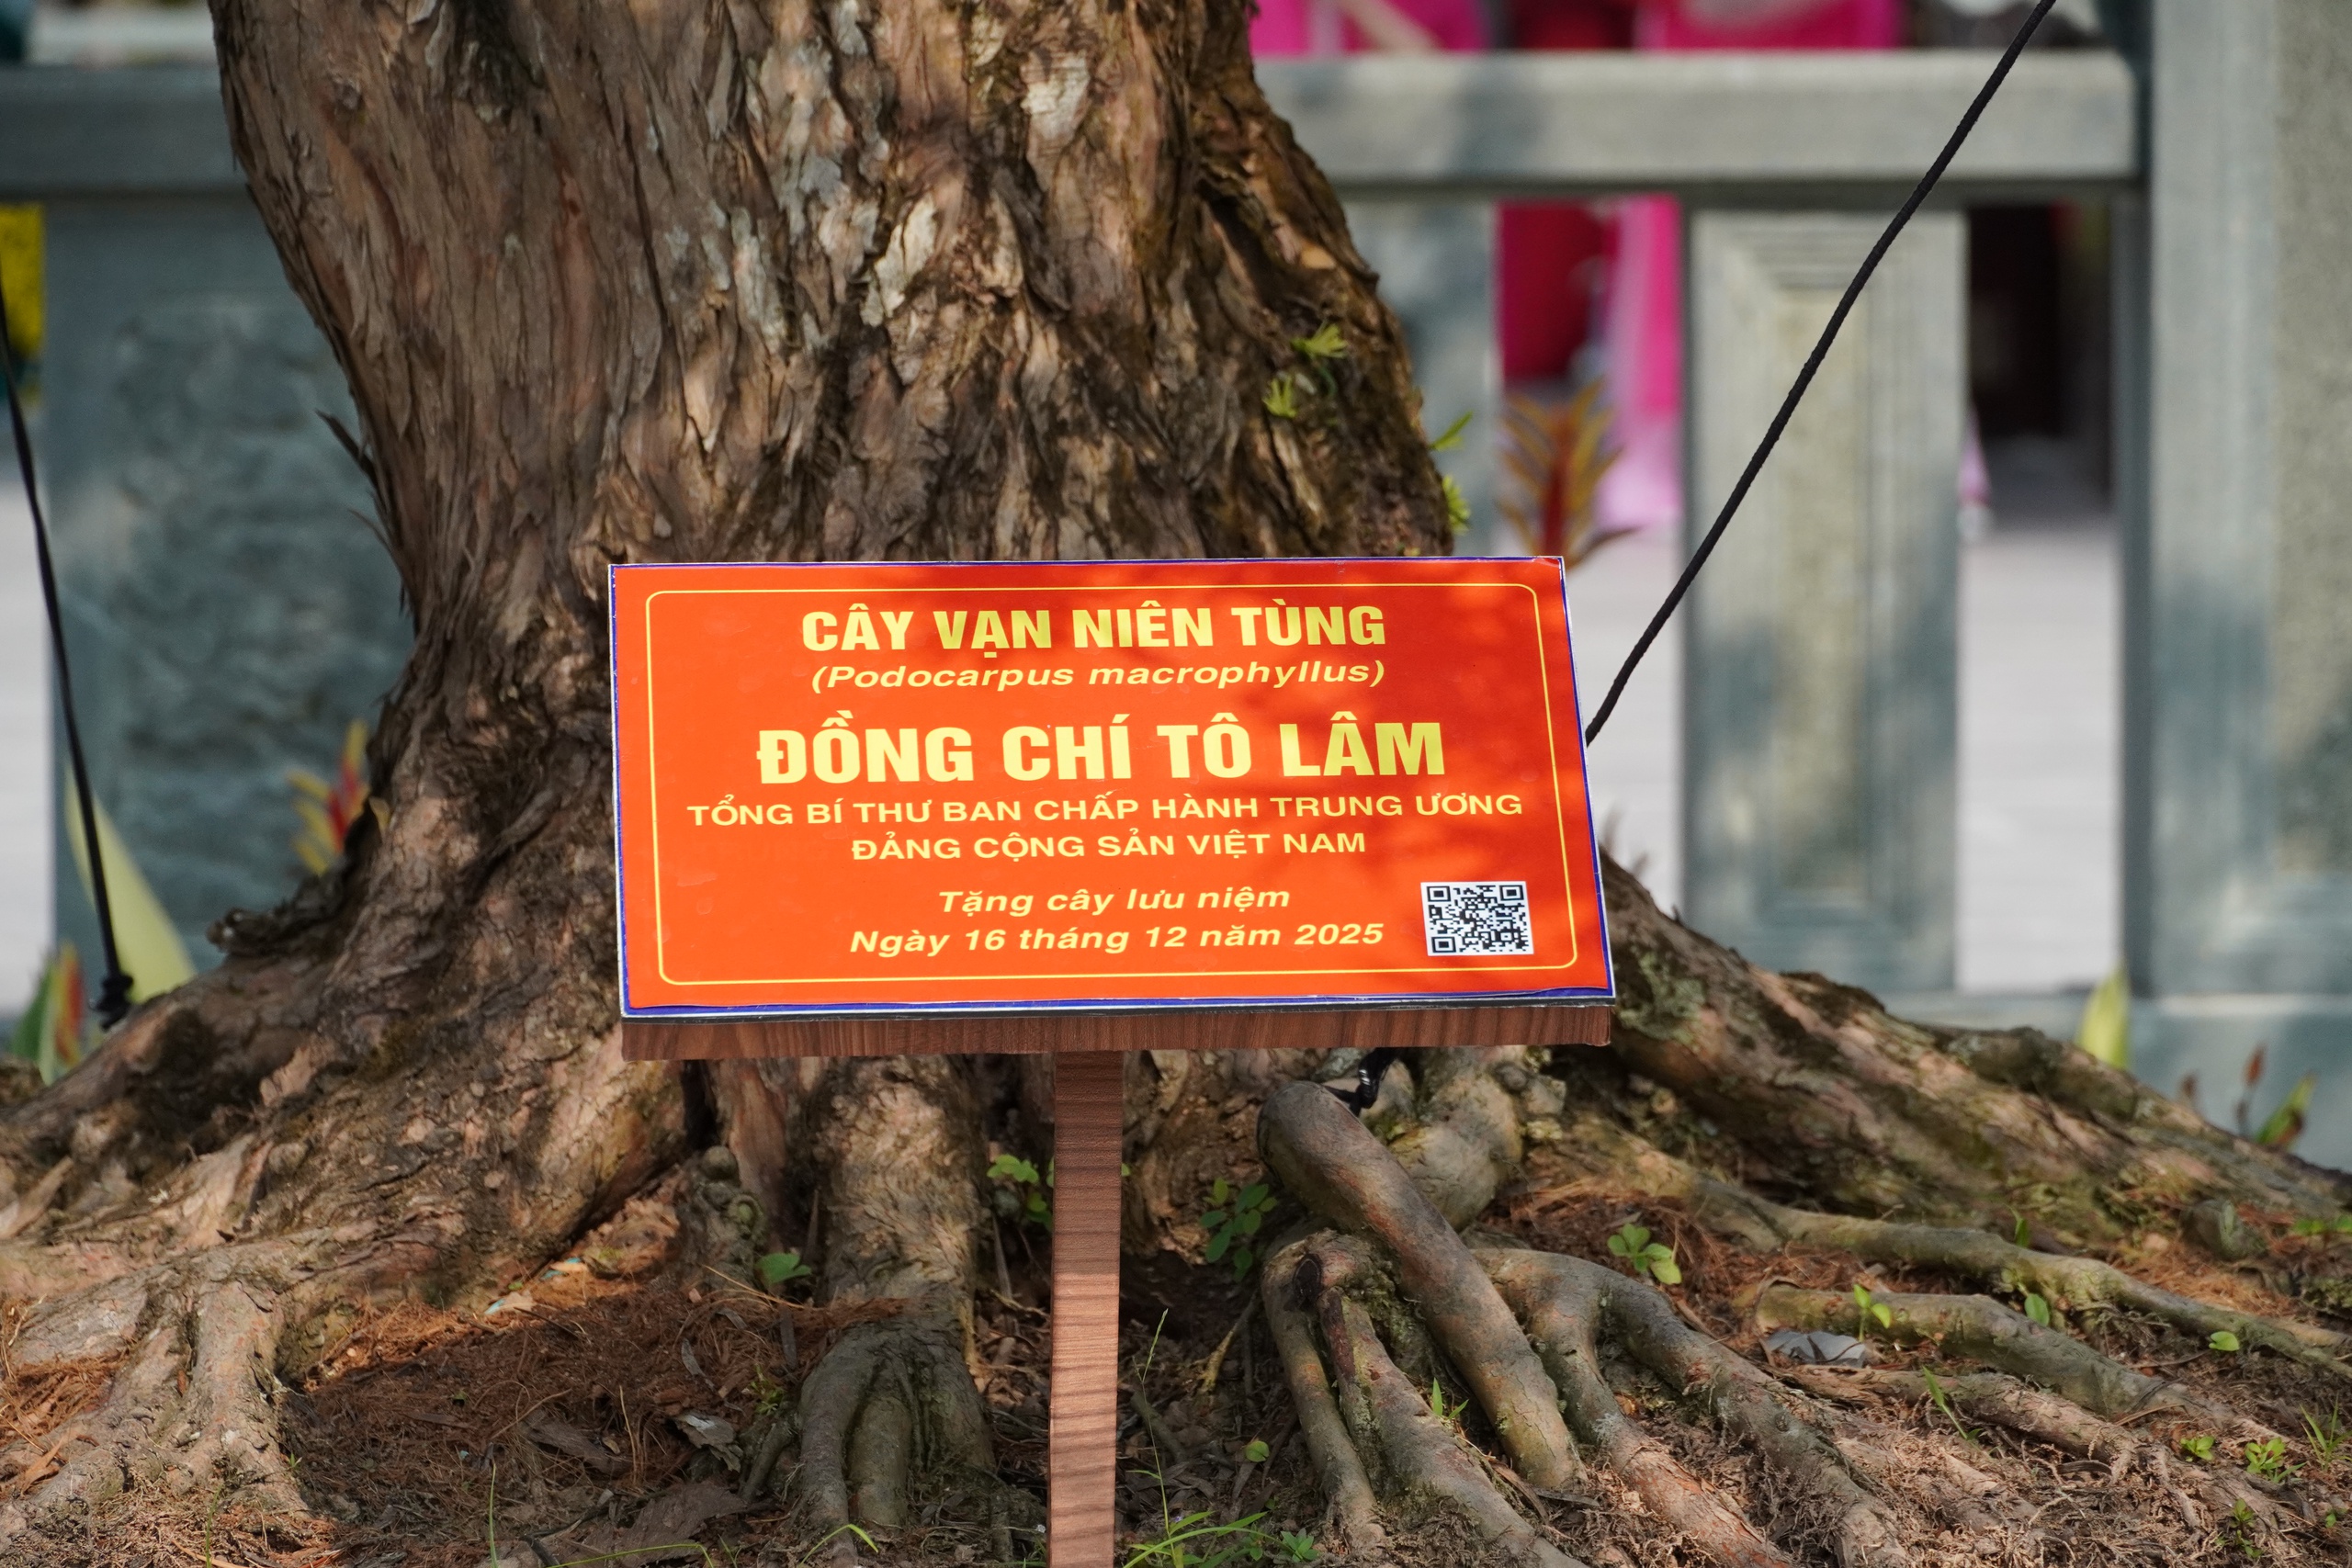 CÂY VẠN NIÊN TÙNG
(Podocarpus macrophyllus)
ĐỒNG CHÍ TÔ LÂM
TỔNG BÍ THƯ BAN CHẤP HÀNH TRUNG ƯƠNG
ĐẢNG CỘNG SẢN VIỆT NAM
Tặng cây lưu niệm
Ngày 16 tháng 12 năm 2025